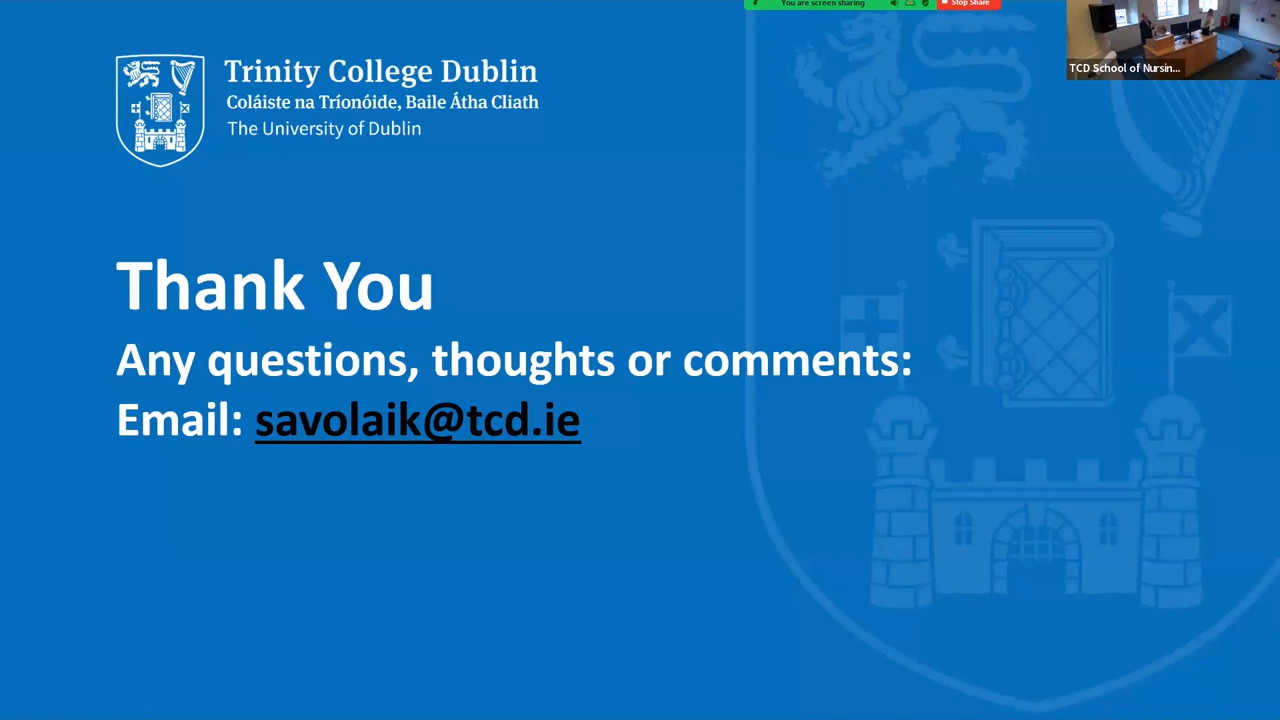 You are screen sharing
Stop Share
TCD School of Nursin...
Trinity College Dublin
Coláiste na Tríonóide, Baile Átha Cliath
The University of Dublin
Thank You
Any questions, thoughts or comments:
Email: savolaik@tcd.ie